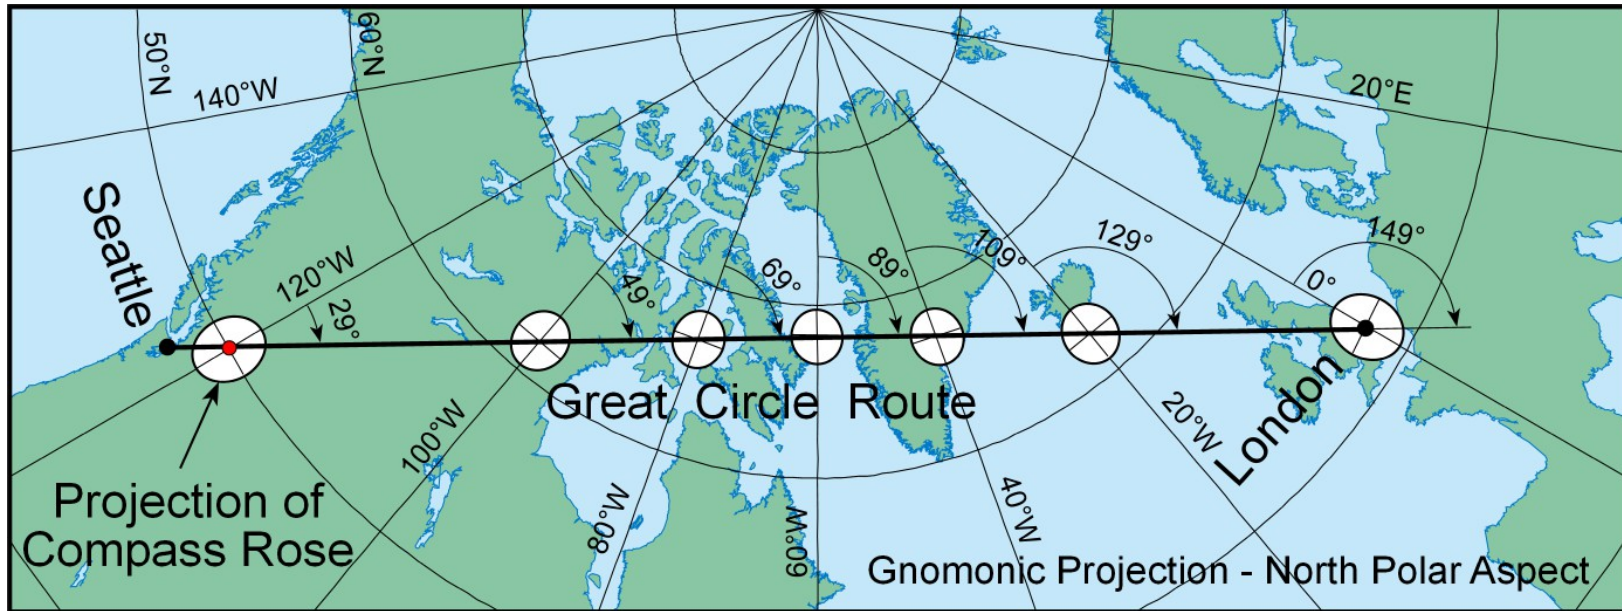 50°N
60°N
140°W
20°E
Seattle
120°W
29°
49°
69°
89°
109°
129°
149°
0°
Great Circle Route
London
100°W
80°W
60°W
40°W
20°W
Projection of
Compass Rose
Gnomonic Projection - North Polar Aspect